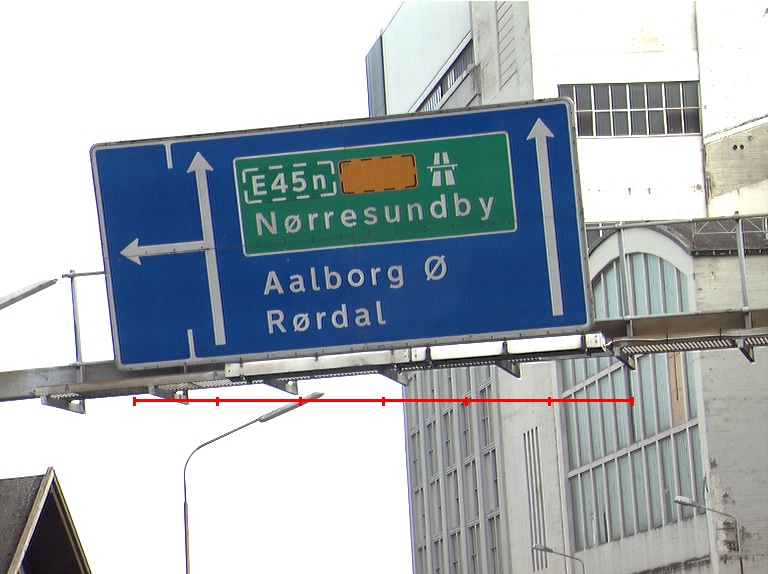 E45n
Nørresundby
Aalborg Ø
Rørdal